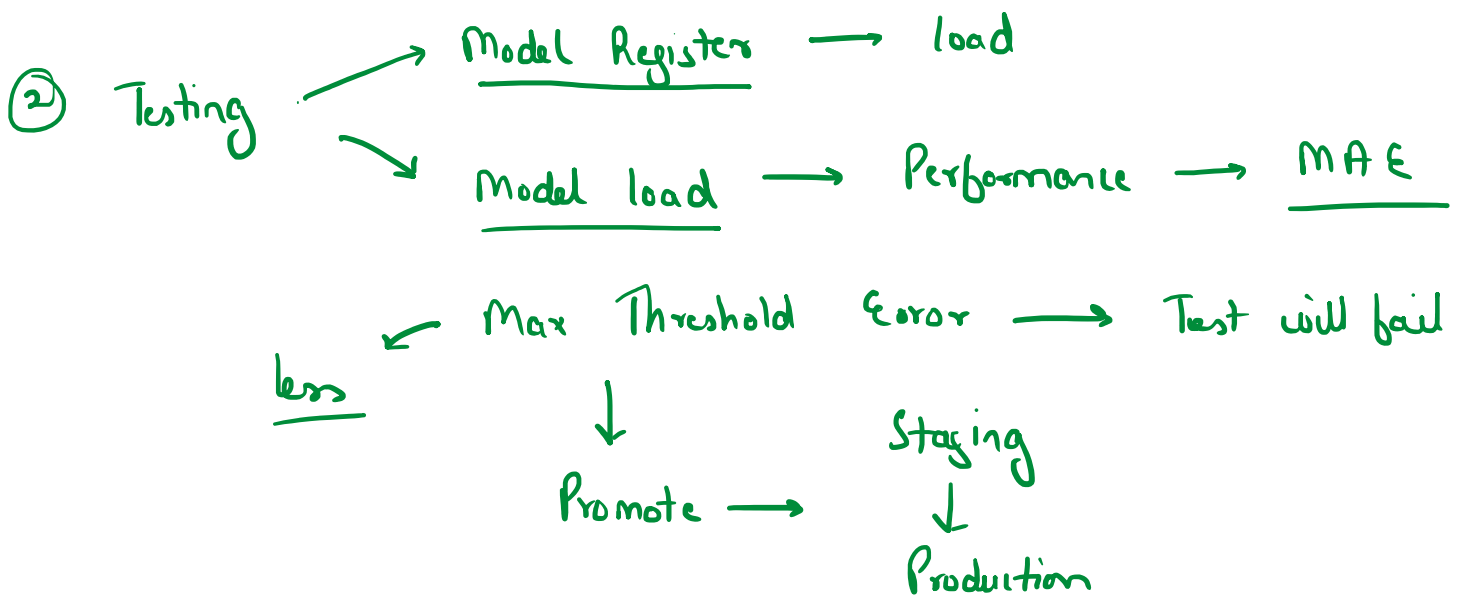 ② Testing → Model Register → load
Model load → Performance → MAE
Max Threshold Error → Test will fail
less
Staging
Promote →
Production